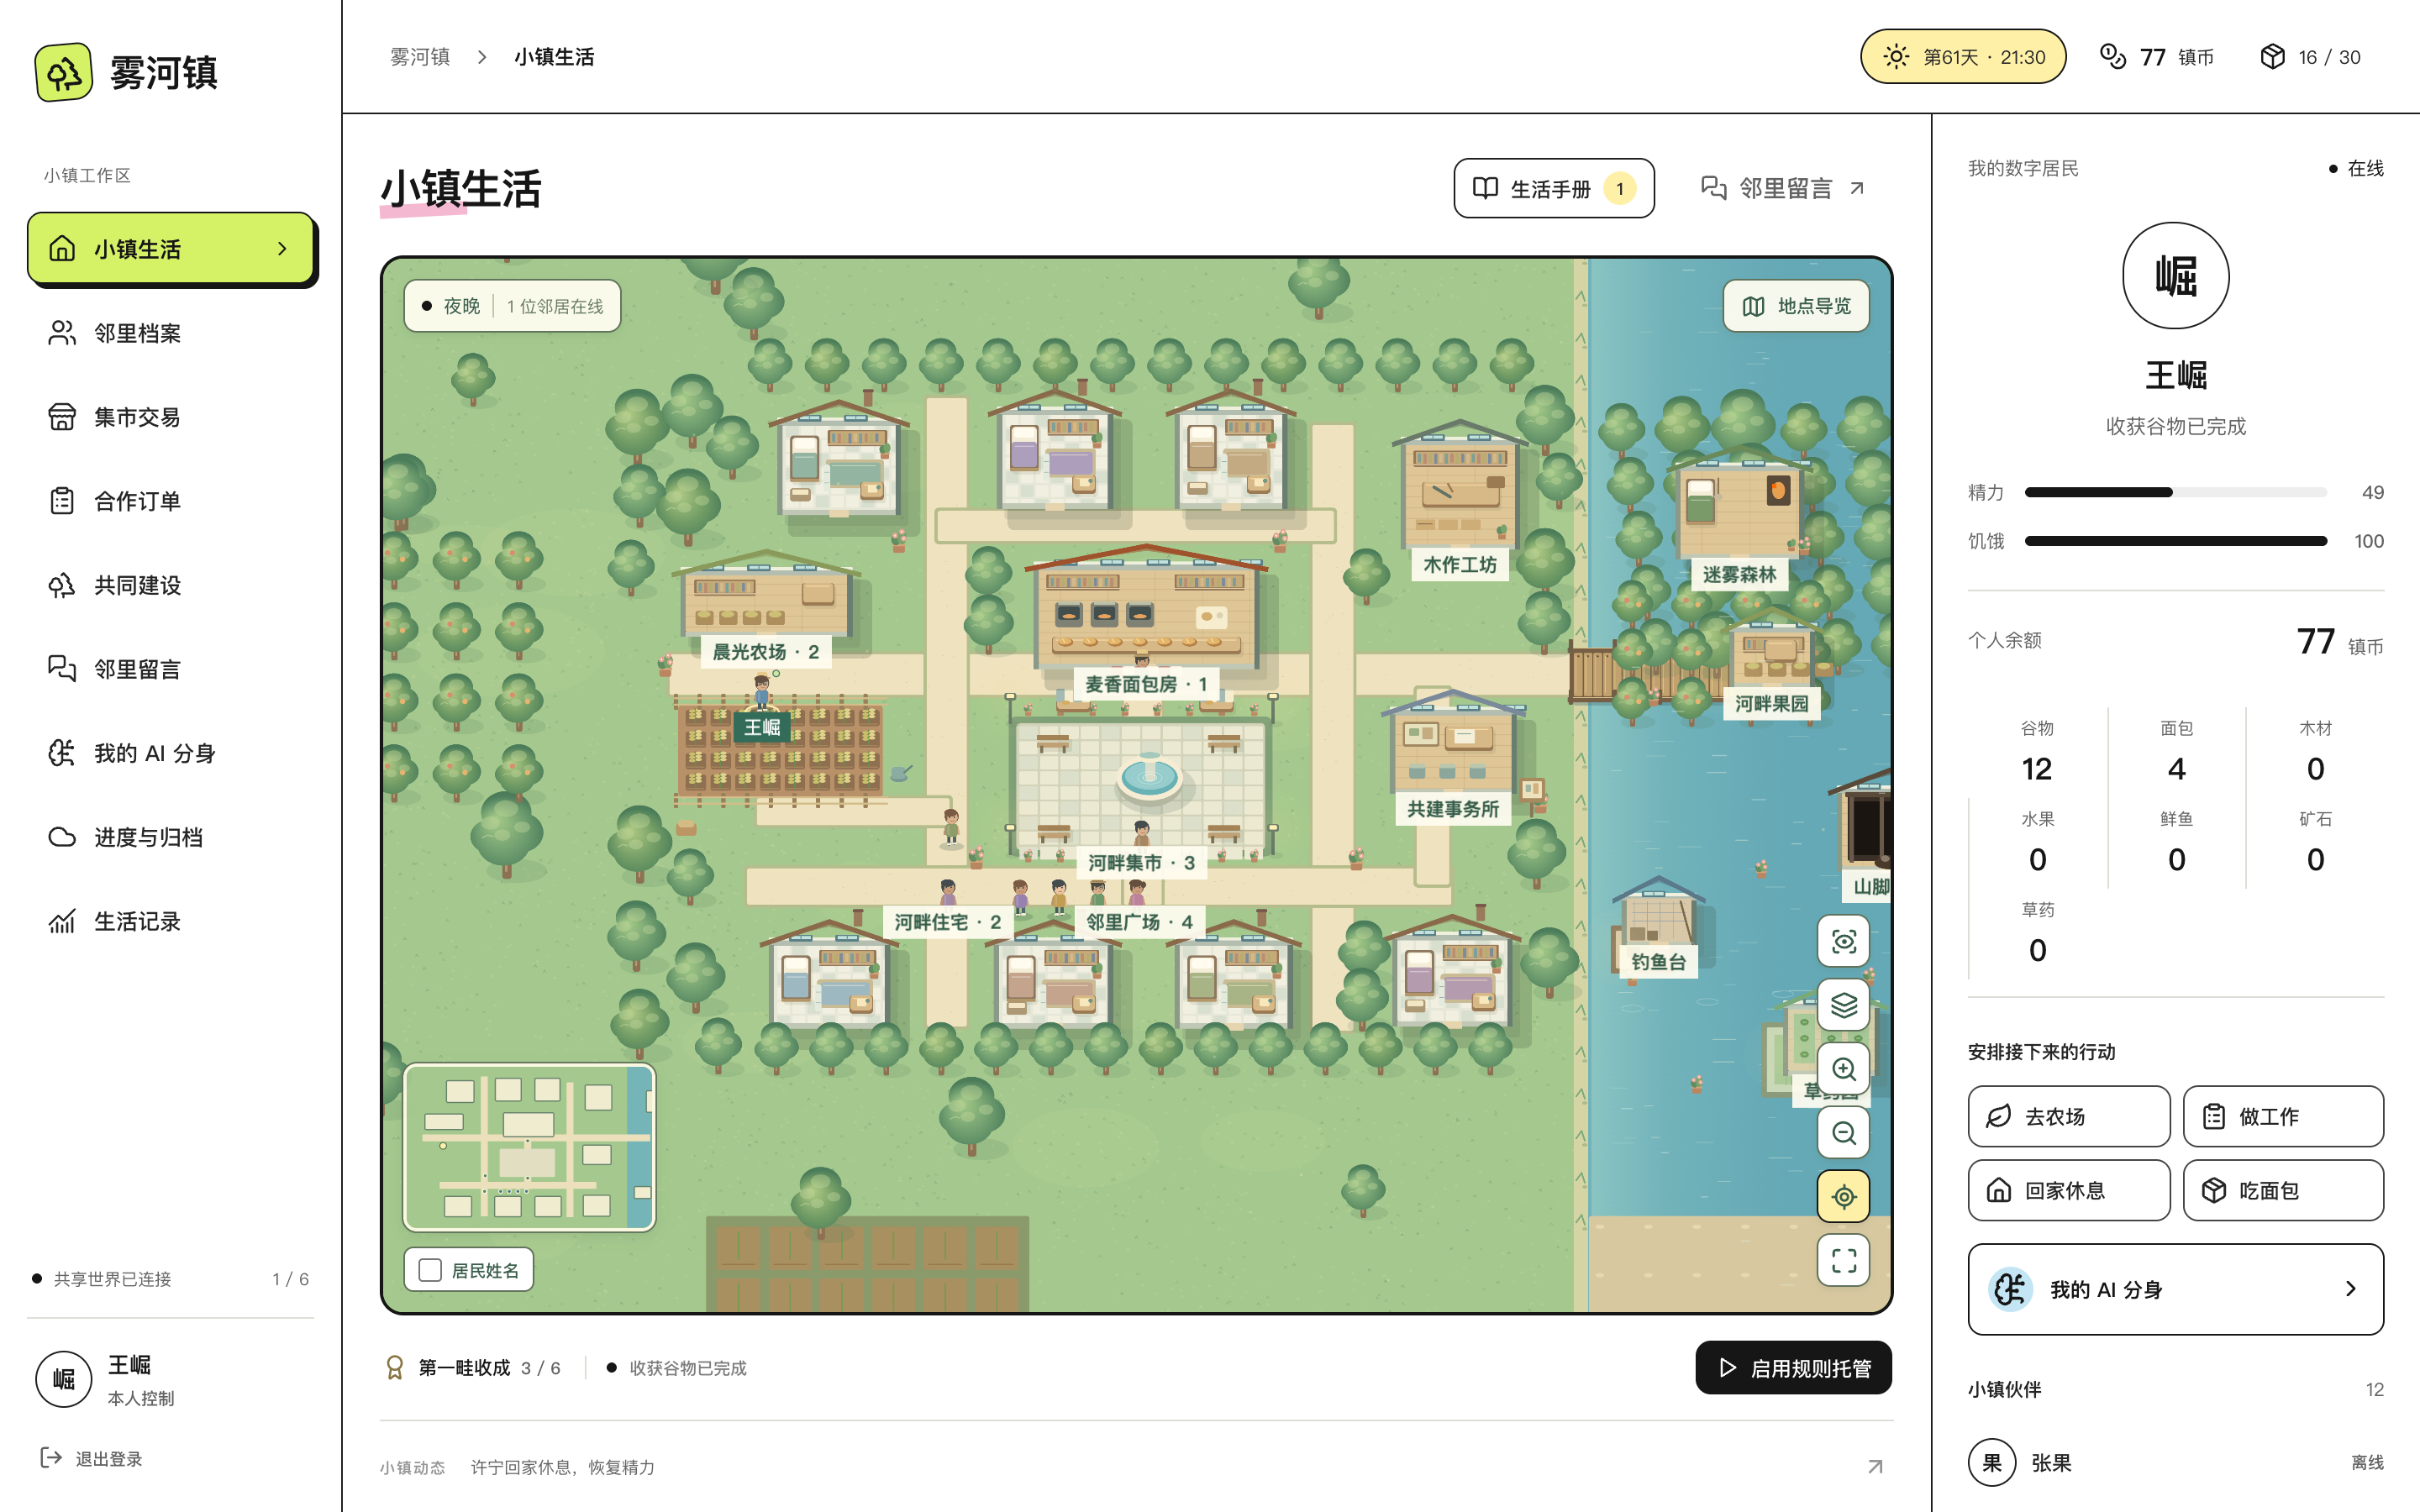 雾河镇
小镇工作区
小镇生活
邻里档案
集市交易
合作订单
共同建设
邻里留言
我的 AI 分身
进度与归档
生活记录
共享世界已连接 1 / 6
崛
王崛
本人控制
退出登录
雾河镇 小镇生活
第61天 · 21:30
77 镇币
16 / 30
小镇生活
生活手册 1
邻里留言
夜晚 1 位邻居在线
地点导览
木作工坊
迷雾森林
晨光农场 · 2
麦香面包房 · 1
河畔果园
王崛
共建事务所
河畔集市 · 3
山脚
河畔住宅 · 2
邻里广场 · 4
钓鱼台
草药园
居民姓名
第一畦收成 3 / 6
收获谷物已完成
启用规则托管
小镇动态 许宁回家休息，恢复精力
我的数字居民 在线
崛
王崛
收获谷物已完成
精力 49
饥饿 100
个人余额 77 镇币
谷物 面包 木材
12 4 0
水果 鲜鱼 矿石
0 0 0
草药
0
安排接下来的行动
去农场 做工作
回家休息 吃面包
我的 AI 分身
小镇伙伴 12
果 张果 离线